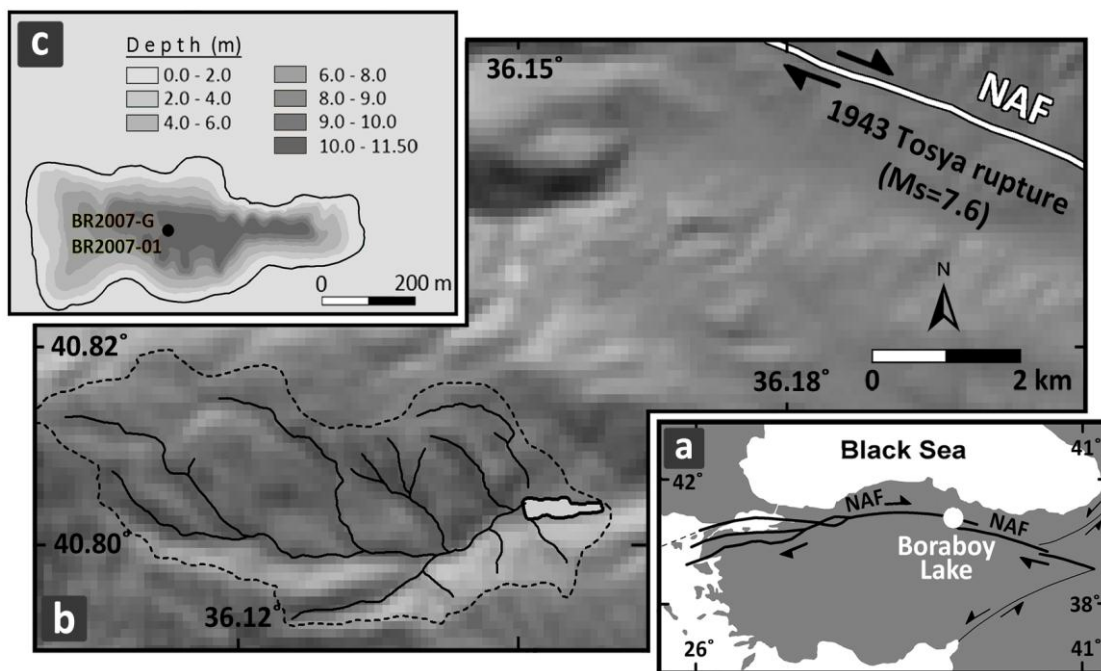 c
Depth (m)
0.0 - 2.0
2.0 - 4.0
4.0 - 6.0
6.0 - 8.0
8.0 - 9.0
9.0 - 10.0
10.0 - 11.50
BR2007-G
BR2007-01
0 200 m
36.15˚
NAF
1943 Tosya rupture
(Ms=7.6)
N
0 2 km
36.18˚
40.82˚
40.80˚
36.12˚
b
a
Black Sea
41˚
42˚
NAF
NAF
Boraboy
Lake
38˚
26˚
41˚